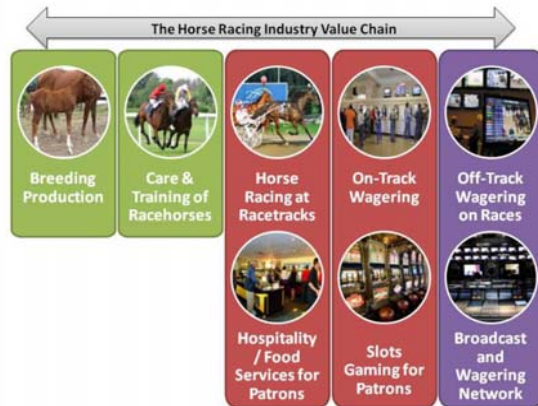 The Horse Racing Industry Value Chain
Breeding
Production
Care &
Training of
Racehorses
Horse
Racing at
Racetracks
On-Track
Wagering
Off-Track
Wagering
on Races
Hospitality
/ Food
Services for
Patrons
Slots
Gaming for
Patrons
Broadcast
and
Wagering
Network